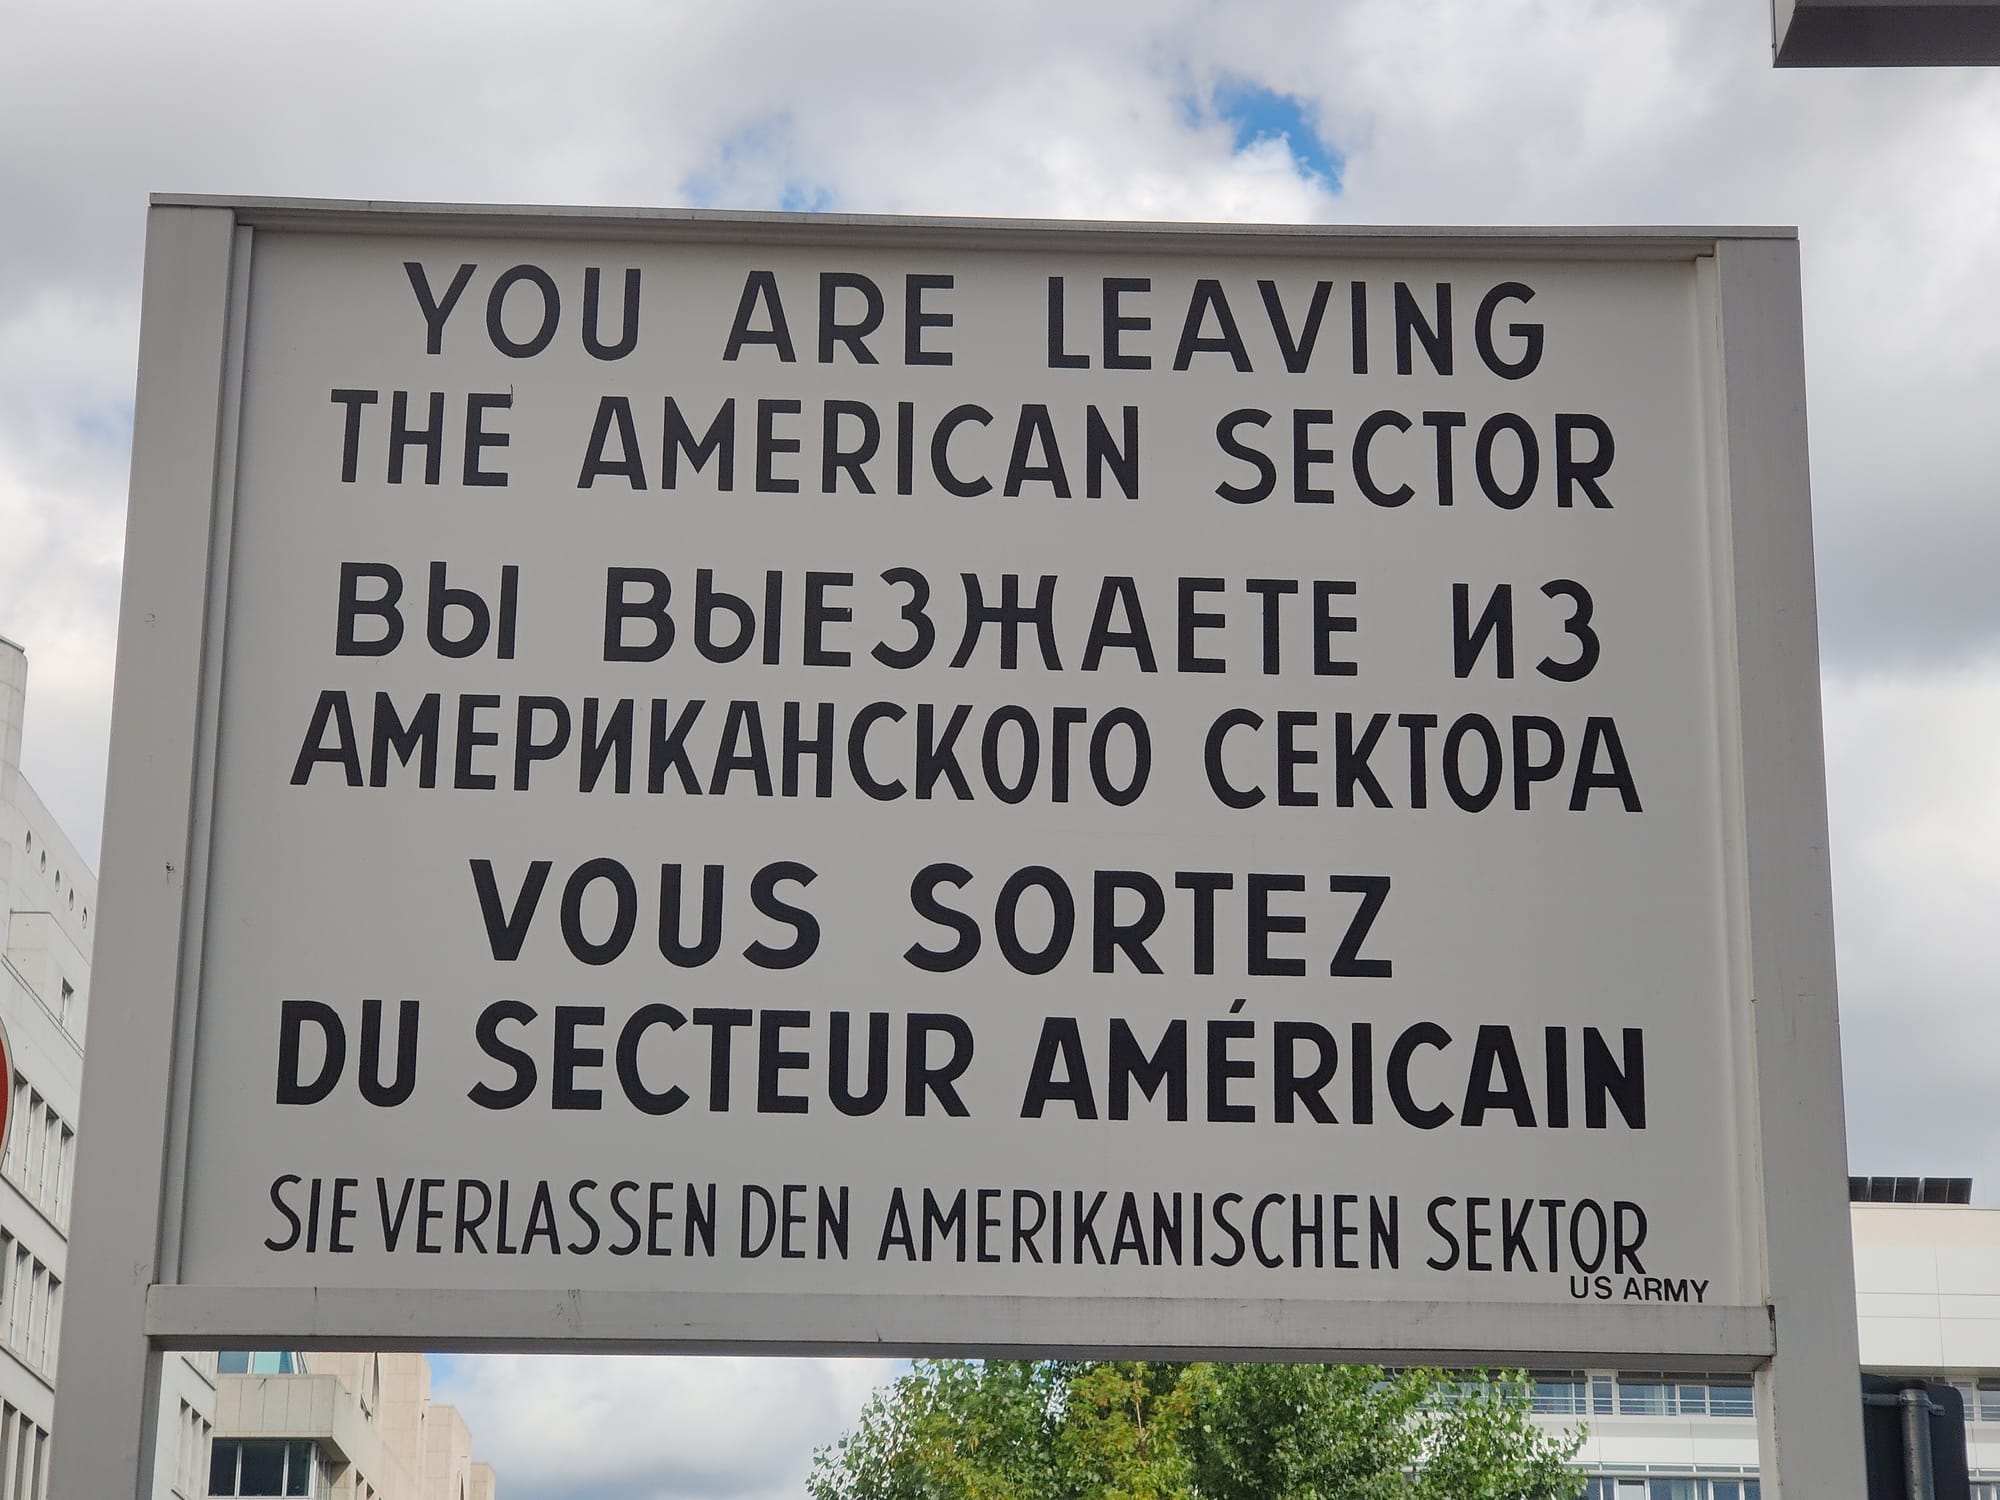 YOU ARE LEAVING
THE AMERICAN SECTOR
ВЫ ВЫЕЗЖАЕТЕ ИЗ
АМЕРИКАНСКОГО СЕКТОРА
VOUS SORTEZ
DU SECTEUR AMÉRICAIN
SIE VERLASSEN DEN AMERIKANISCHEN SEKTOR
US ARMY